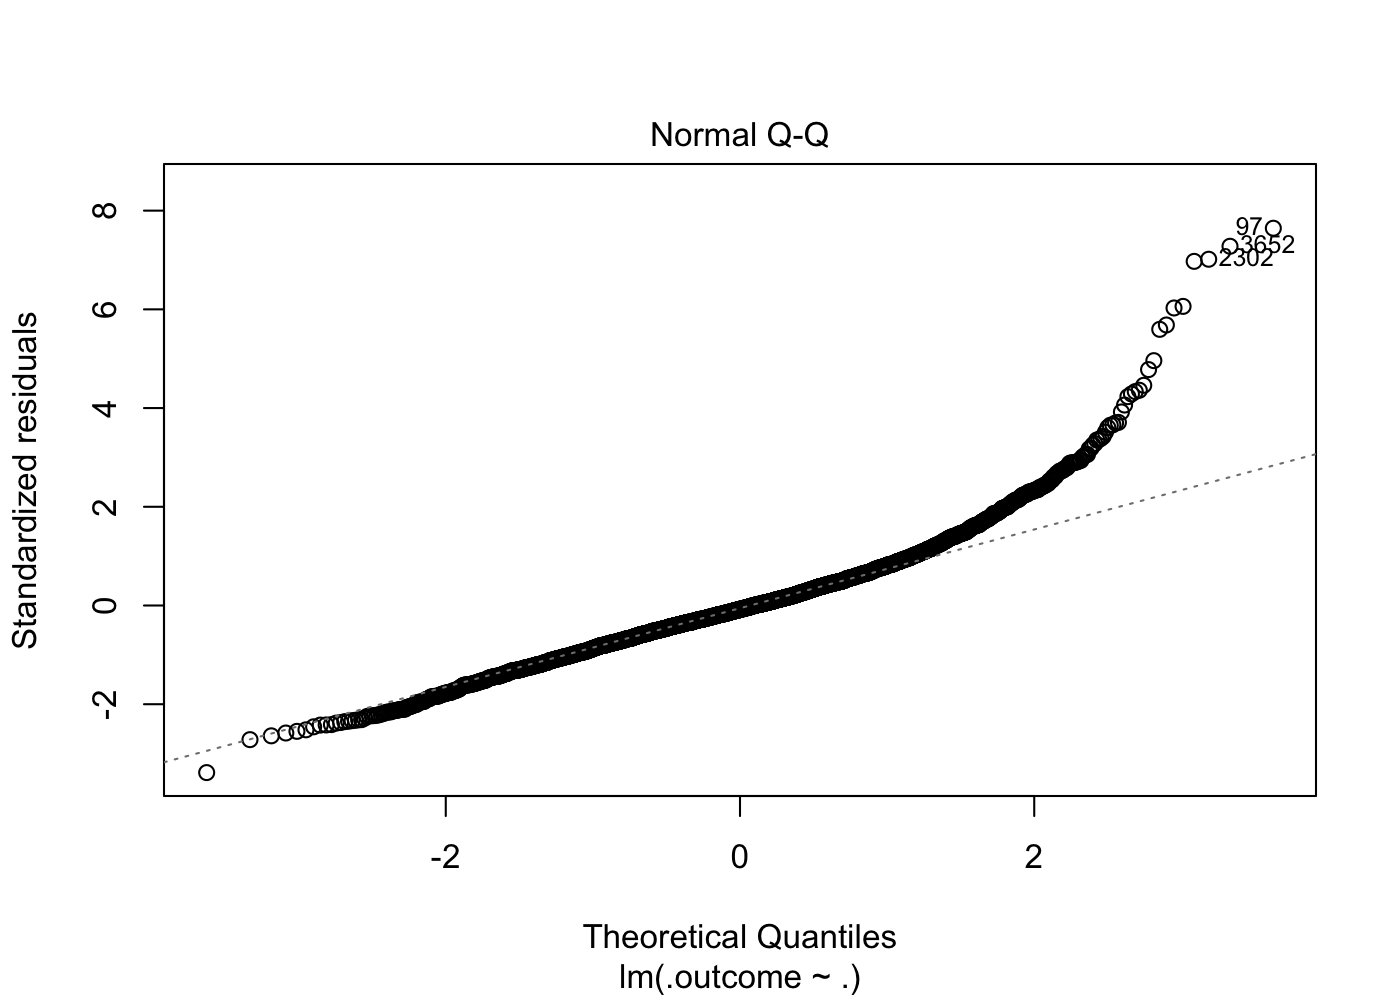 Normal Q-Q
Standardized residuals
8
6
4
2
0
-2
97
3652
2302
-2 0 2
Theoretical Quantiles
lm(.outcome ~ .)